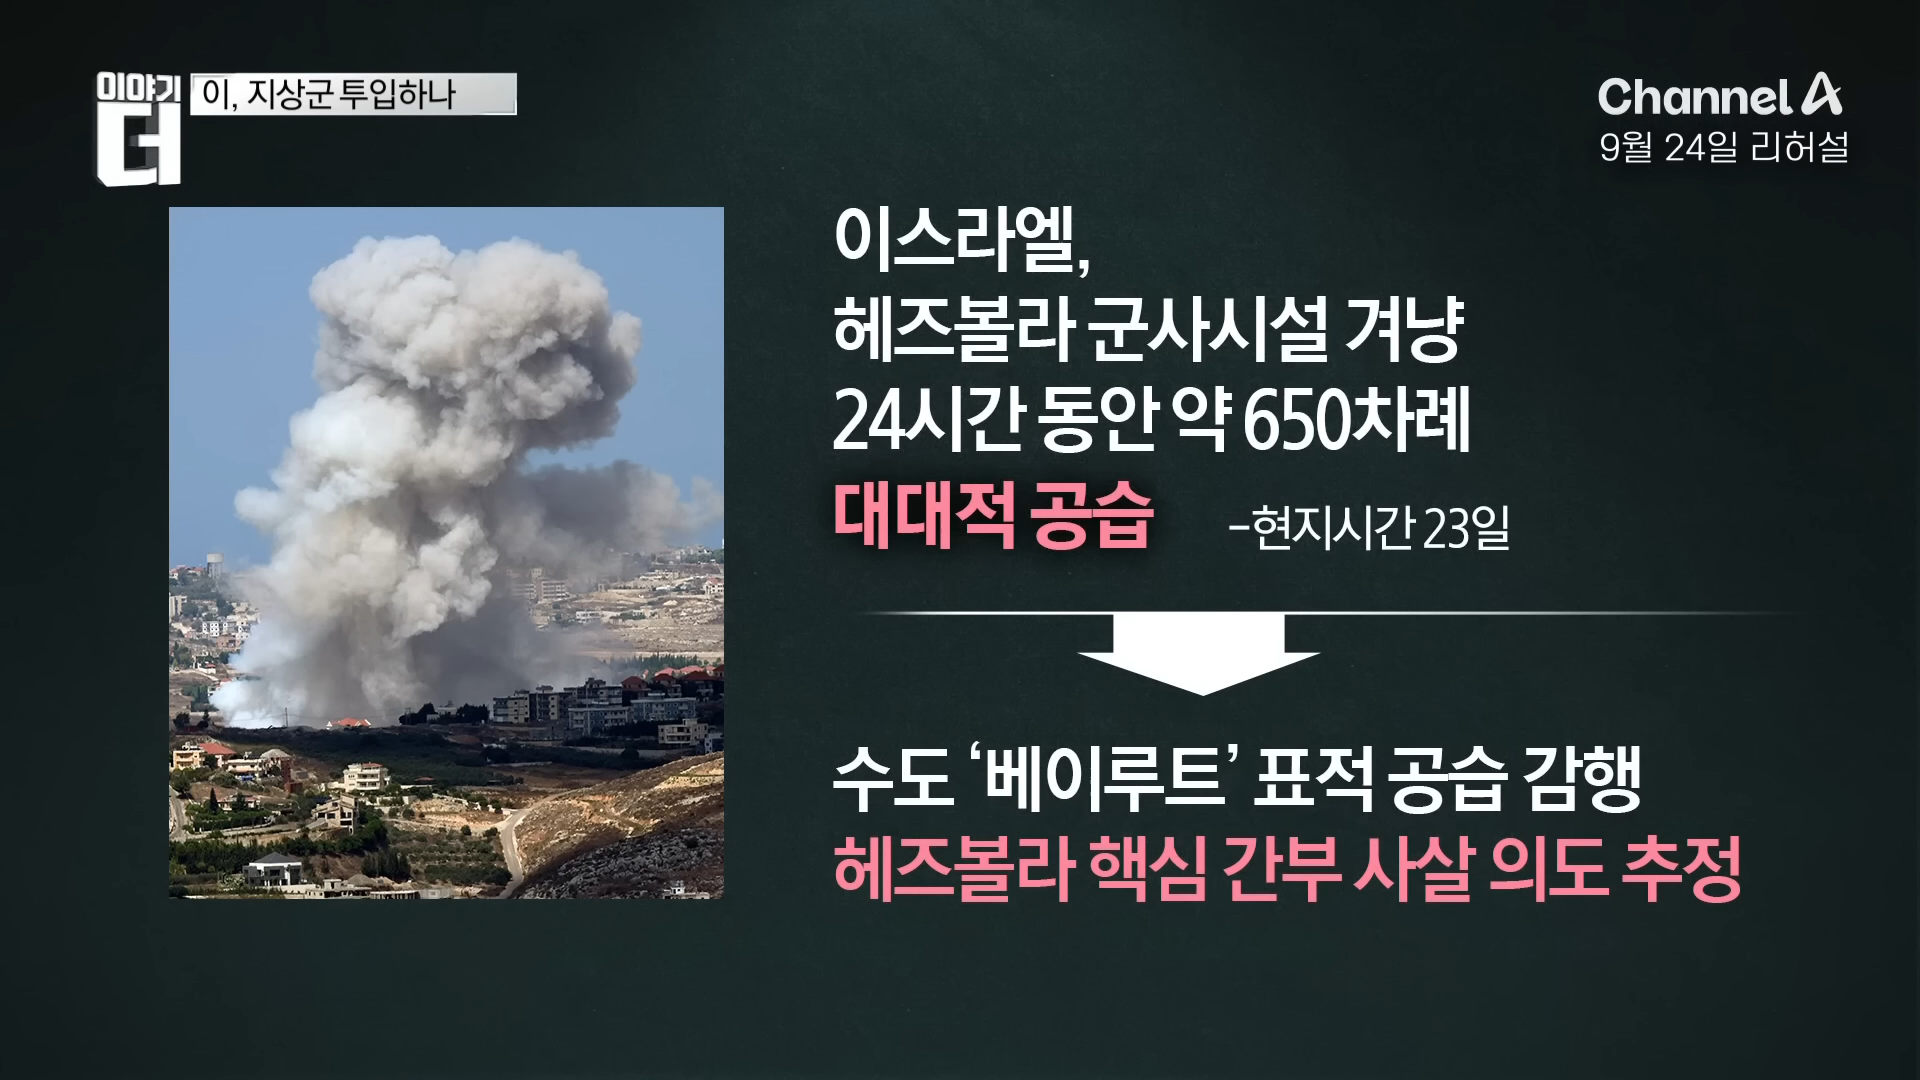 이야기
더
이, 지상군 투입하나
Channel A
9월 24일 리허설
이스라엘,
헤즈볼라 군사시설 겨냥
24시간 동안 약 650차례
대대적 공습
-현지시간 23일
수도 ‘베이루트’ 표적 공습 감행
헤즈볼라 핵심 간부 사살 의도 추정